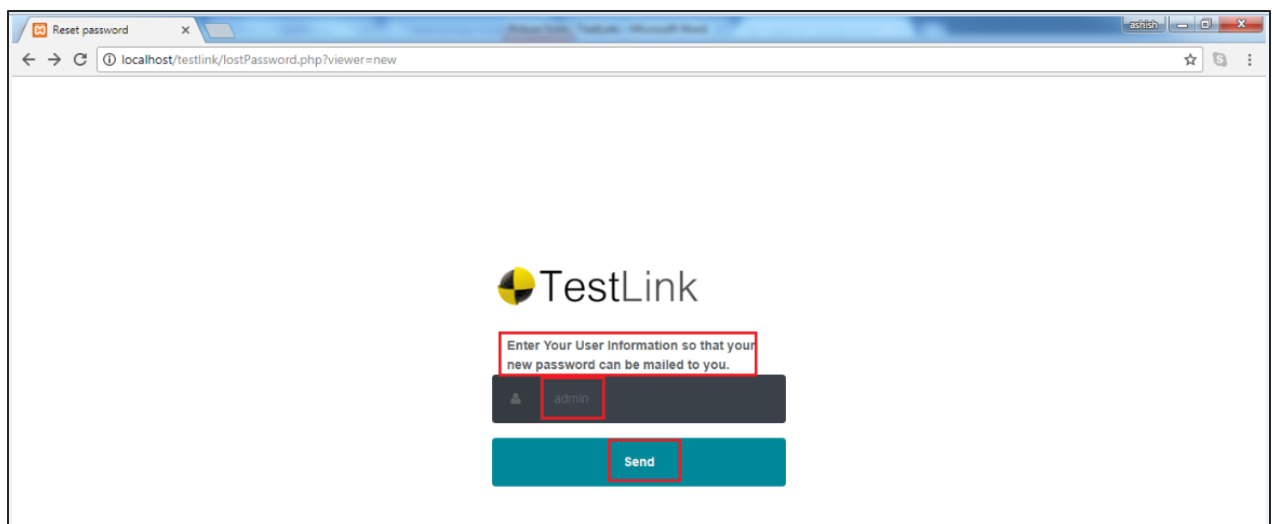 Reset password
ashish
localhost/testlink/lostPassword.php?viewer=new
TestLink
Enter Your User Information so that your
new password can be mailed to you.
admin
Send